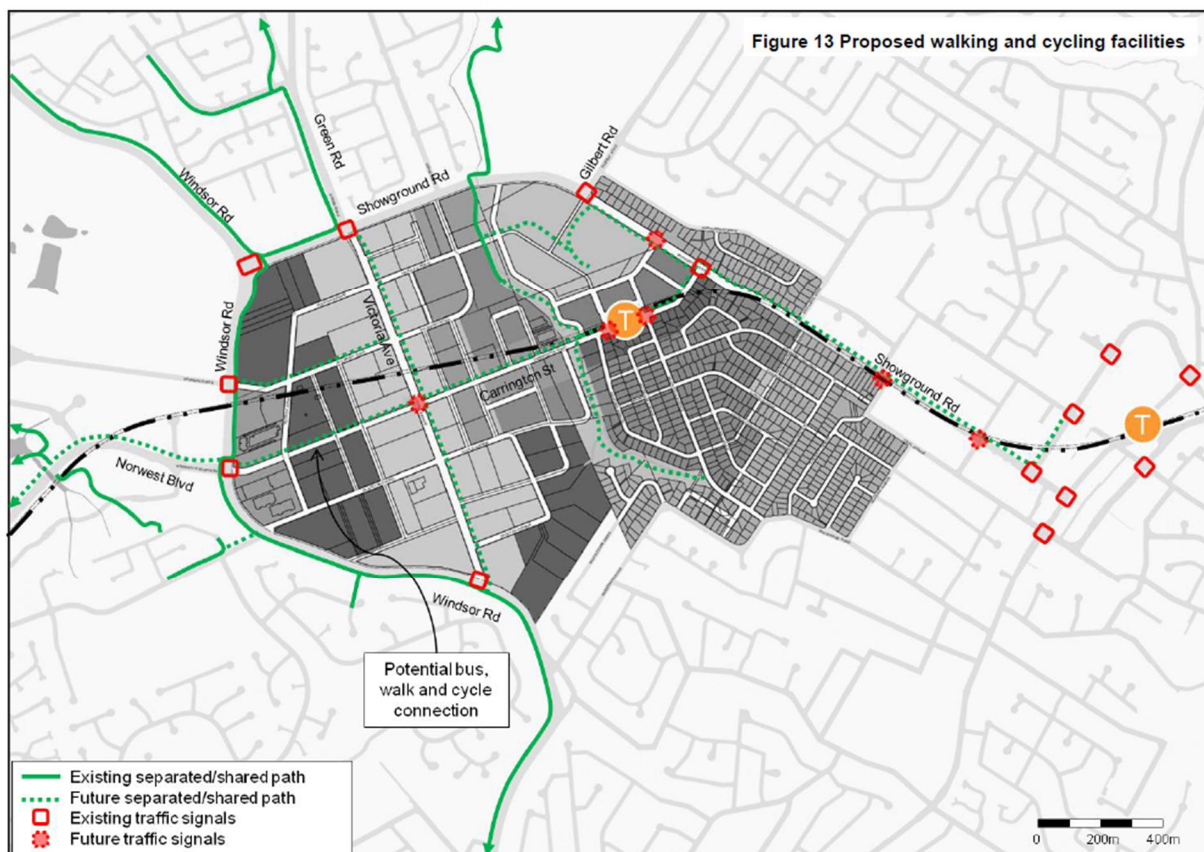 Figure 13 Proposed walking and cycling facilities
Green Rd
Gilbert Rd
Windsor Rd
Showground Rd
Windsor Rd
Victoria Ave
T
Carrington St
Showground Rd
T
Norwest Blvd
Windsor Rd
Potential bus,
walk and cycle
connection
Existing separated/shared path
Future separated/shared path
Existing traffic signals
Future traffic signals
0 200m 400m